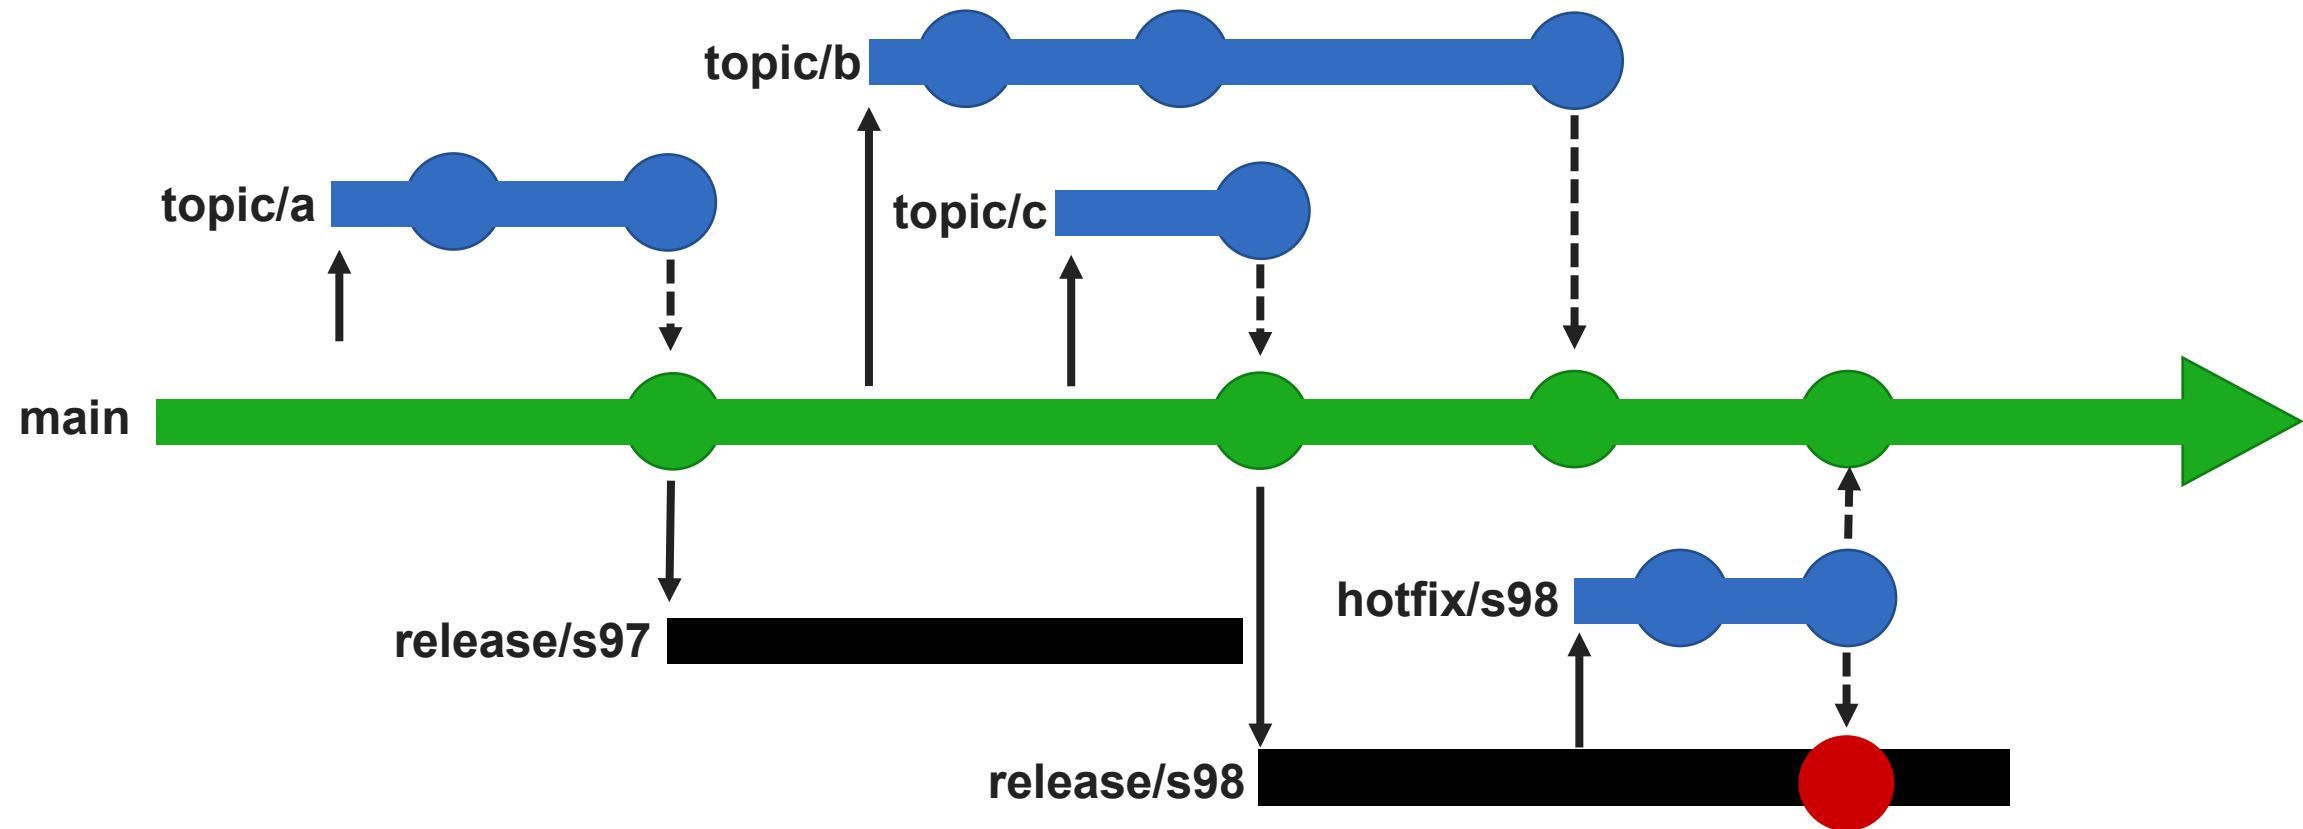 topic/b
topic/a
topic/c
main
hotfix/s98
release/s97
release/s98